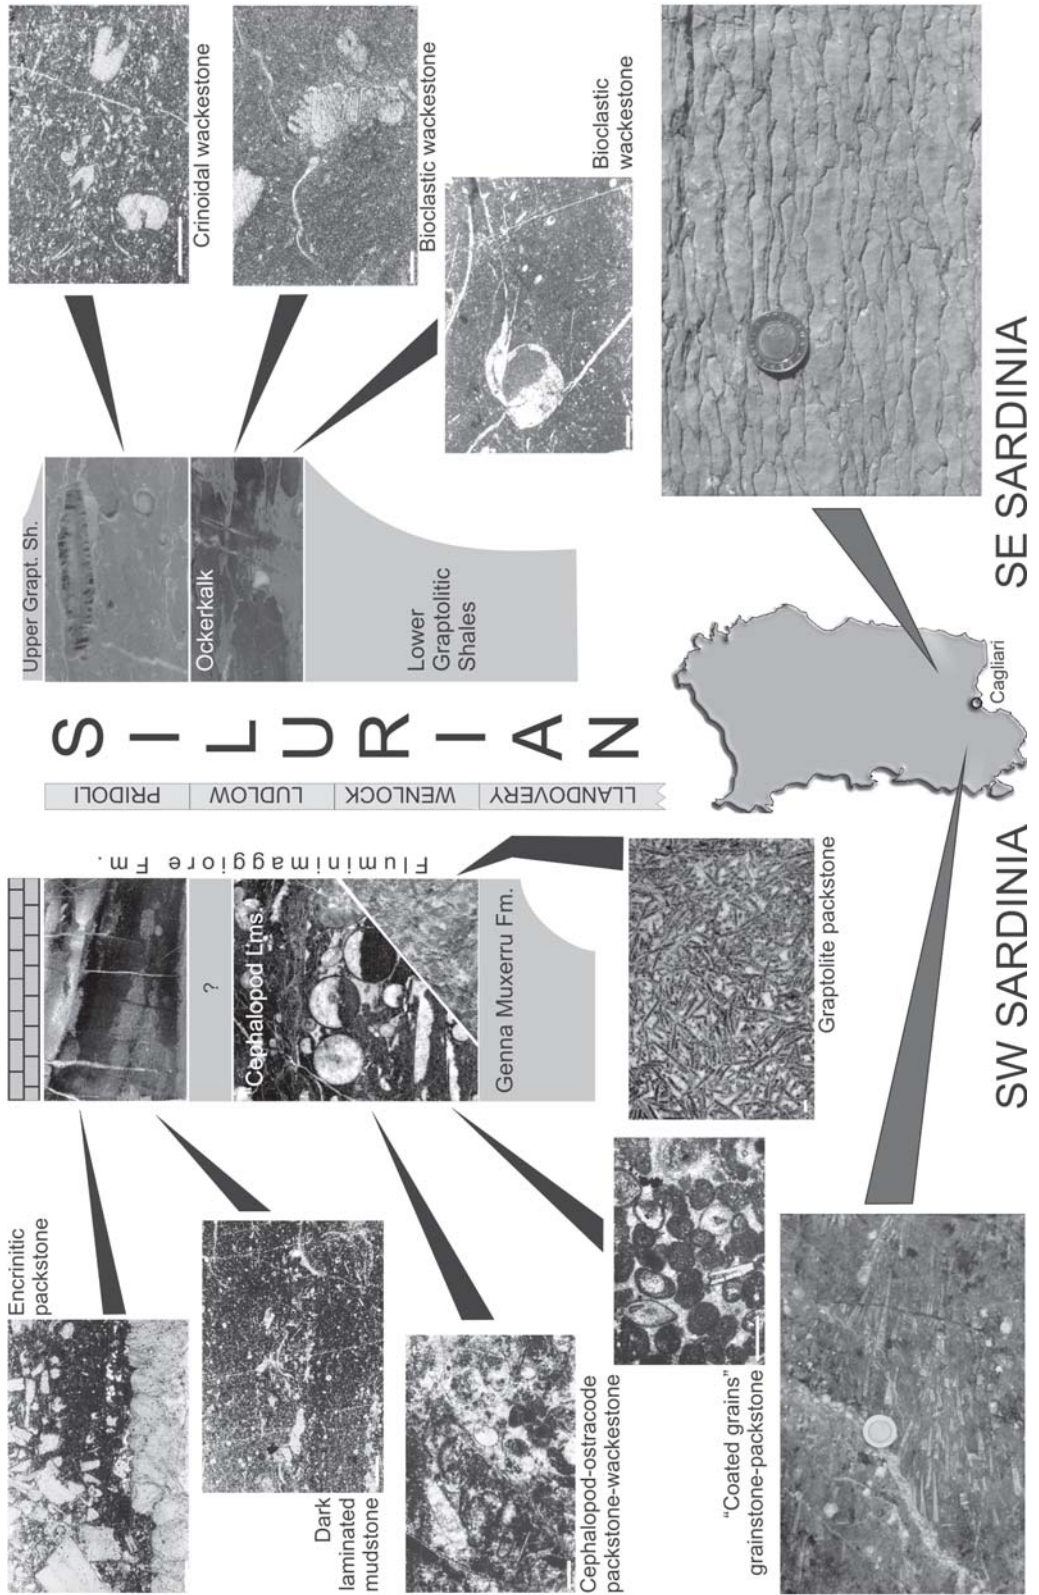 Crinoidal wackestone
Bioclastic wackestone
Bioclastic
wackestone
Upper Grapt. Sh.
Ockerkalk
Lower
Graptolitic
Shales
SILURIAN
PRIDOLI
LUDLOW
WENLOCK
LLANDOVERY
Fluminimaggiore Fm.
?
"Cephalopod Lms.
Genna Muxerru Fm.
Encrinitic
packstone
Dark
laminated
mudstone
Cephalopod-ostracode
packstone-wackestone
"Coated grains"
grainstone-packstone
Graptolite packstone
Cagliari
SW SARDINIA
SE SARDINIA